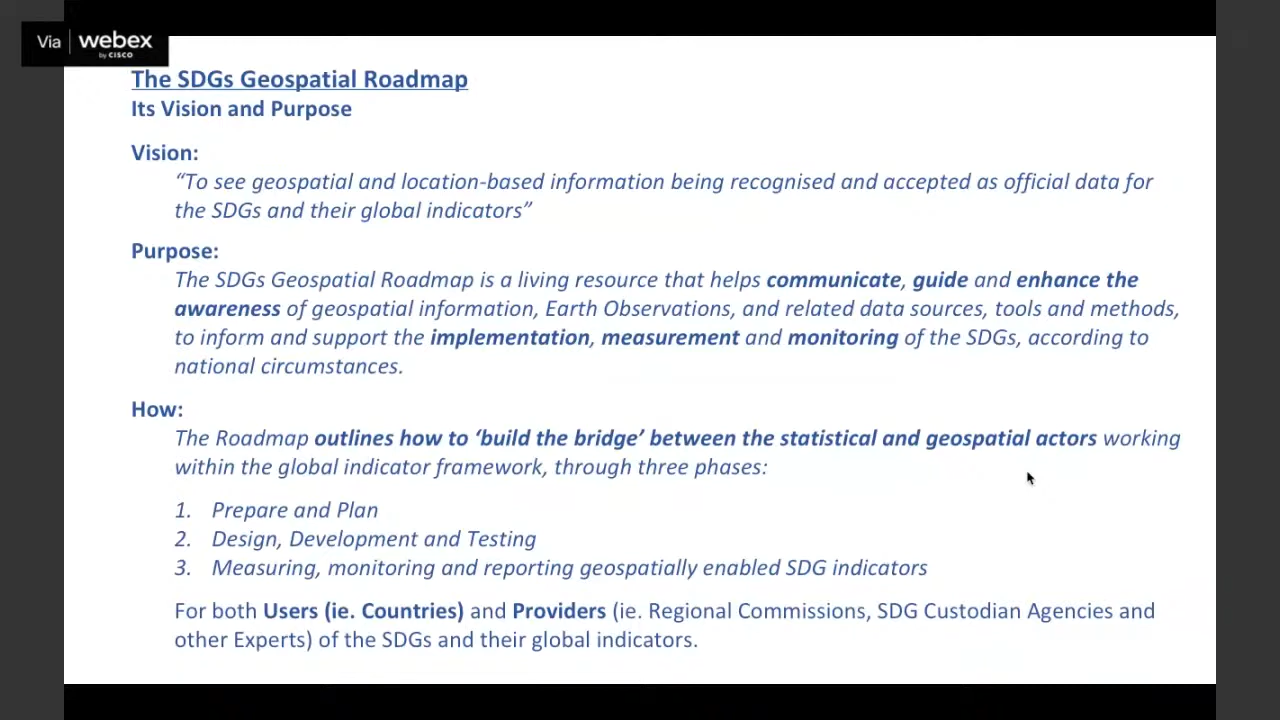 Via webex
by CISCO
The SDGs Geospatial Roadmap
Its Vision and Purpose
Vision:
“To see geospatial and location-based information being recognised and accepted as official data for
the SDGs and their global indicators”
Purpose:
The SDGs Geospatial Roadmap is a living resource that helps communicate, guide and enhance the
awareness of geospatial information, Earth Observations, and related data sources, tools and methods,
to inform and support the implementation, measurement and monitoring of the SDGs, according to
national circumstances.
How:
The Roadmap outlines how to ‘build the bridge’ between the statistical and geospatial actors working
within the global indicator framework, through three phases:
1. Prepare and Plan
2. Design, Development and Testing
3. Measuring, monitoring and reporting geospatially enabled SDG indicators
For both Users (ie. Countries) and Providers (ie. Regional Commissions, SDG Custodian Agencies and
other Experts) of the SDGs and their global indicators.